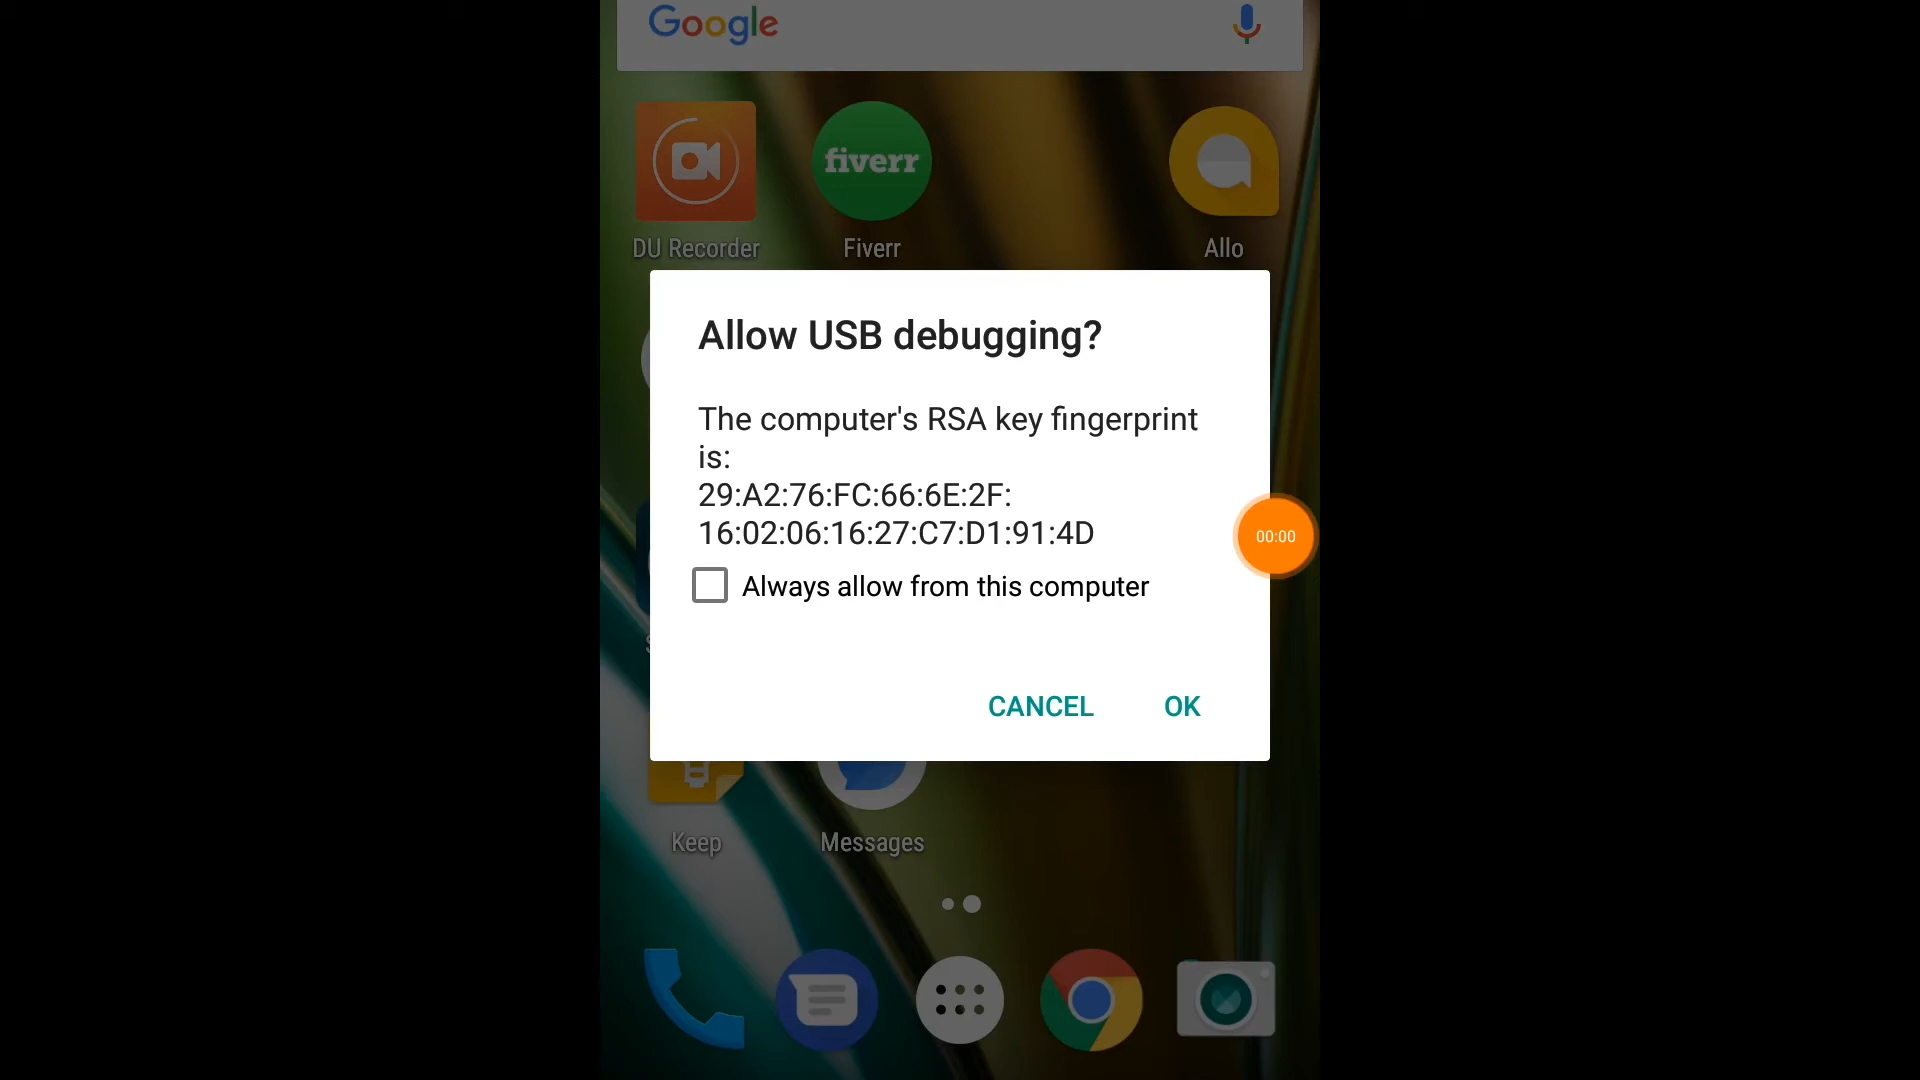 Google
fiverr
DU Recorder
Fiverr
Allo
Allow USB debugging?
The computer's RSA key fingerprint
is:
29:A2:76:FC:66:6E:2F:
16:02:06:16:27:C7:D1:91:4D
00:00
Always allow from this computer
CANCEL
OK
Keep
Messages